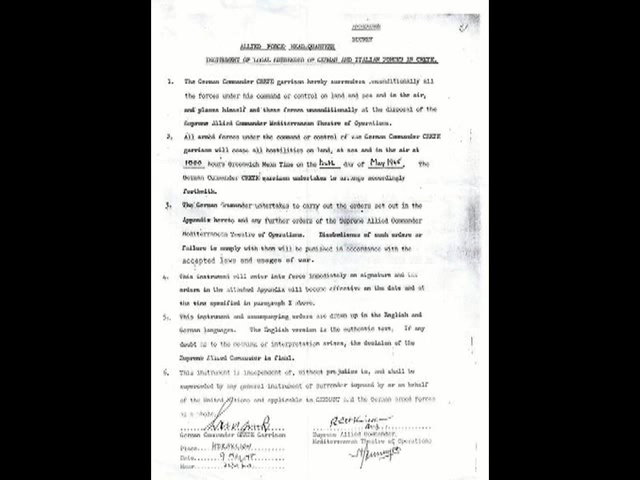 SECRET
ALLIED FORCE HEADQUARTERS
INSTRUMENT OF LOCAL SURRENDER OF GERMAN AND ITALIAN FORCES IN CRETE.
1. The German Commander CRETE garrison hereby surrenders unconditionally all
the forces under his command or control on land and sea and in the air,
and places himself and these forces unconditionally at the disposal of the
Supreme Allied Commander Mediterranean Theatre of Operations.
2. All armed forces under the command or control of the German Commander CRETE
garrison will cease all hostilities on land, at sea and in the air at
1000 hours Greenwich Mean Time on the day of May 1945. The
German Commander CRETE garrison undertakes to arrange accordingly
forthwith.
3. The German Commander undertakes to carry out the orders set out in the
Appendix hereto and any further orders of the Supreme Allied Commander
Mediterranean Theatre of Operations. Disobedience of such orders or
failure to comply with them will be punished in accordance with the
accepted laws and usages of war.
4. This instrument will enter into force immediately on signature and the
orders in the attached Appendix will become effective on the date and at
the time specified in paragraph 2 above.
5. This instrument and accompanying orders are drawn up in the English and
German languages. The English version is the authentic text. If any
doubt as to the meaning or interpretation arises, the decision of the
Supreme Allied Commander is final.
6. This instrument is independent of, without prejudice to, and shall be
superseded by any general instrument of surrender imposed by or on behalf
of the United Nations and applicable to GERMANY and the German armed forces
as a whole.
German Commander CRETE Garrison
Supreme Allied Commander
Mediterranean Theatre of Operations
Place HERAKLION
Date 9 May 45
Hour